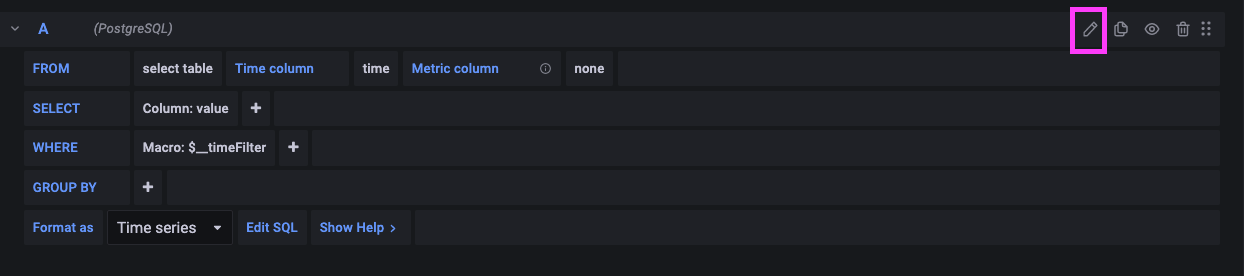 A (PostgreSQL)
FROM select table Time column time Metric column none
SELECT Column: value +
WHERE Macro: $__timeFilter +
GROUP BY +
Format as Time series Edit SQL Show Help >